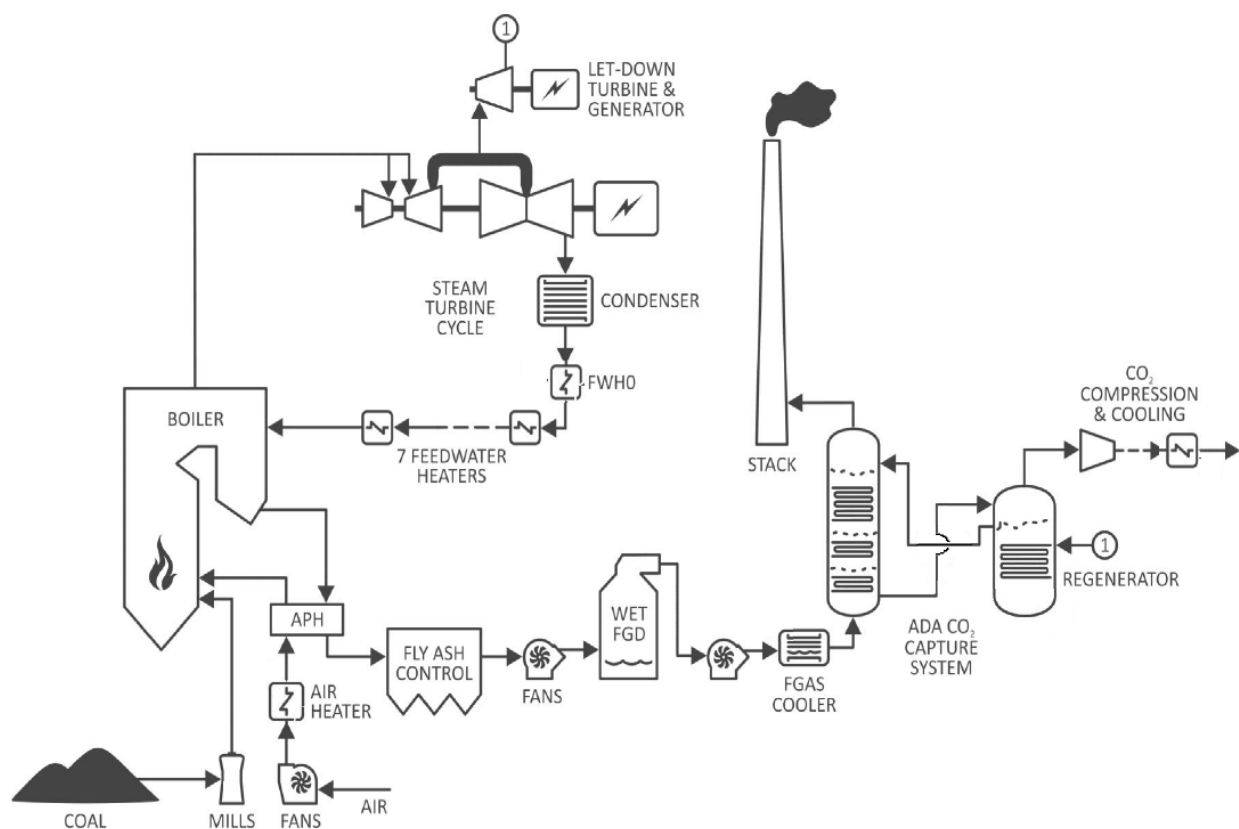 1
LET-DOWN
TURBINE &
GENERATOR
STEAM
TURBINE
CYCLE
CONDENSER
FWH0
BOILER
7 FEEDWATER
HEATERS
STACK
CO₂
COMPRESSION
& COOLING
1
REGENERATOR
APH
FLY ASH
CONTROL
WET
FGD
ADA CO₂
CAPTURE
SYSTEM
FANS
FGAS
COOLER
AIR
HEATER
COAL
MILLS
FANS
AIR